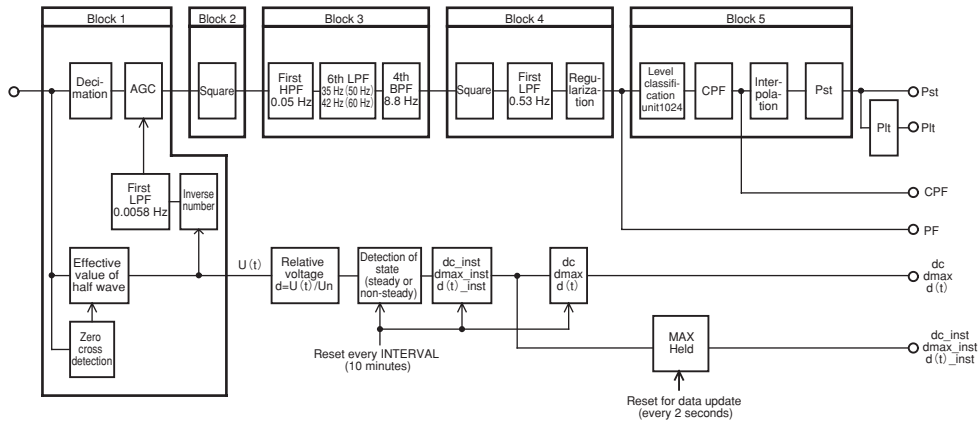 Block 1
Block 2
Block 3
Block 4
Block 5
Deci-
mation
AGC
Square
First
HPF
0.05 Hz
6th LPF
35 Hz (50 Hz)
42 Hz (60 Hz)
4th
BPF
8.8 Hz
Square
First
LPF
0.53 Hz
Regu-
larization
Level
classifi-
cation
unit1024
CPF
Inter-
pola-
tion
Pst
Pst
Plt
Plt
CPF
PF
First
LPF
0.0058 Hz
Inverse
number
Effective
value of
half wave
Zero
cross
detection
U (t)
Relative
voltage
d=U (t)/Un
Detection of
state
(steady or
non-steady)
dc_inst
dmax_inst
d (t)_inst
dc
dmax
d (t)
dc
dmax
d (t)
Reset every INTERVAL
(10 minutes)
MAX
Held
dc_inst
dmax_inst
d (t)_inst
Reset for data update
(every 2 seconds)